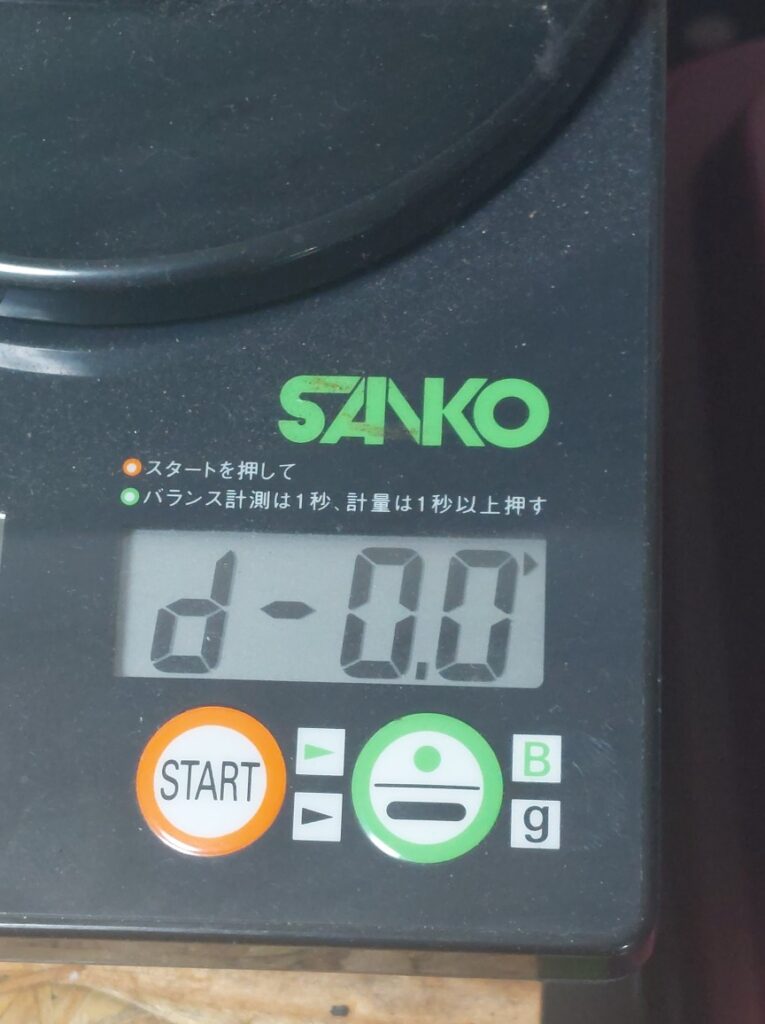 SANKO
スタートを押して
バランス計測は1秒、計量は1秒以上押す
d-0.0
START
B
g